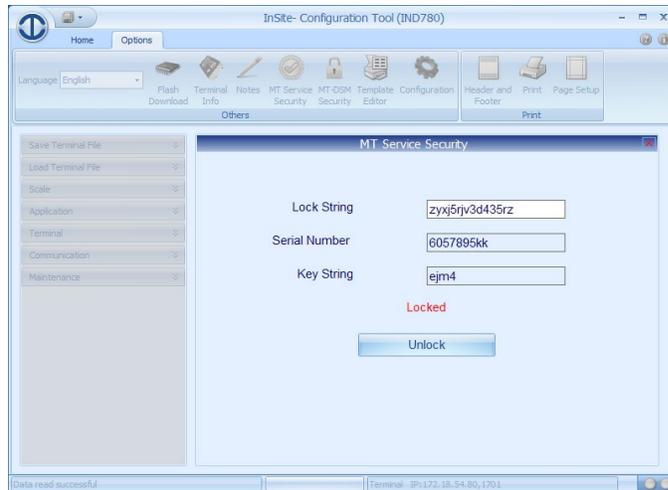 InSite- Configuration Tool (IND780)
Home Options
Language English
Flash Download
Terminal Info
Notes
MT Service Security
MT-DSM Security
Template Editor
Configuration
Header and Footer
Print
Page Setup
Others
Print
Save Terminal File
Load Terminal File
Scale
Application
Terminal
Communication
Maintenance
MT Service Security
Lock String zyxj5rjv3d435rz
Serial Number 6057895kk
Key String ejm4
Locked
Unlock
Data read successful
Terminal IP:172.18.54.80,1701